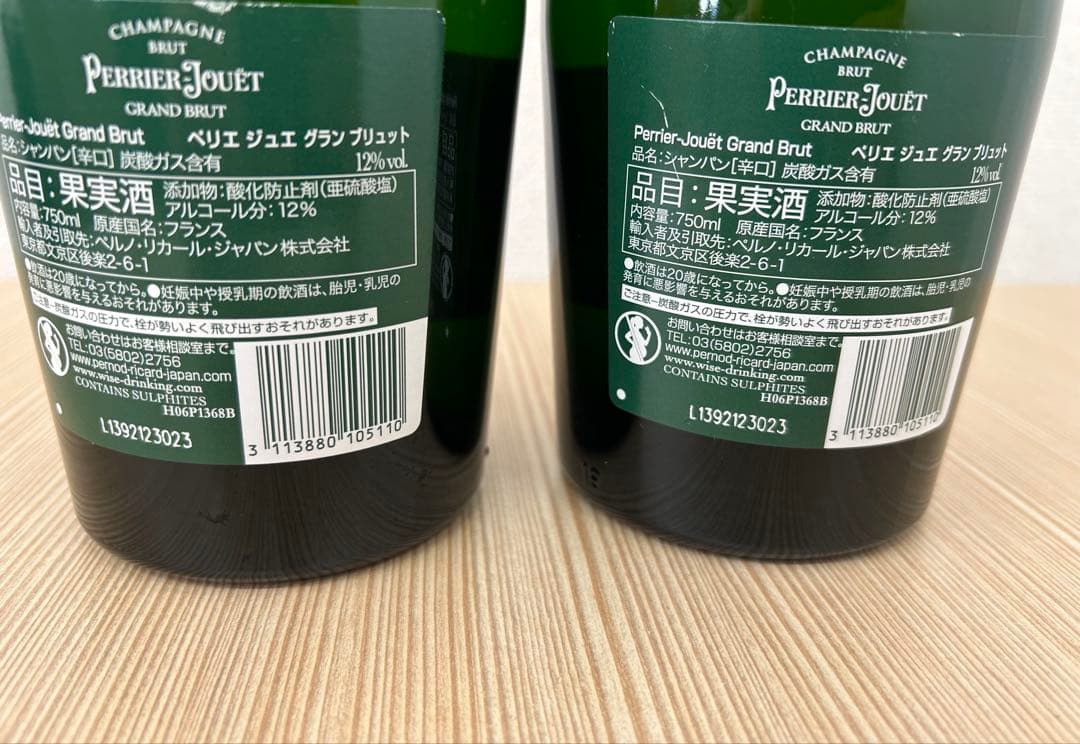 CHAMPAGNE
BRUT
PERRIER-JOUËT
GRAND BRUT
Perrier-Jouët Grand Brut ペリエ ジュエ グラン ブリュット
品名:シャンパン[辛口] 炭酸ガス含有 12% vol.
品目:果実酒 添加物:酸化防止剤(亜硫酸塩)
アルコール分:12%
内容量:750ml 原産国名:フランス
輸入者及引取先:ペルノ・リカール・ジャパン株式会社
東京都文京区後楽2-6-1
●飲酒は20歳になってから。●妊娠中や授乳期の飲酒は、胎児・乳児の
発育に悪影響を与えるおそれがあります。
ご注意-炭酸ガスの圧力で、栓が勢いよく飛び出すおそれがあります。
お問い合わせはお客様相談室まで。
TEL:03(5802)2756
www.pernod-ricard-japan.com
www.wise-drinking.com
CONTAINS SULPHITES
H06P1368B
L1392123023
3 113880 105110
CHAMPAGNE
BRUT
PERRIER-JOUËT
GRAND BRUT
Perrier-Jouët Grand Brut ペリエ ジュエ グラン ブリュット
品名:シャンパン[辛口] 炭酸ガス含有 12% vol.
品目:果実酒 添加物:酸化防止剤(亜硫酸塩)
アルコール分:12%
内容量:750ml 原産国名:フランス
輸入者及引取先:ペルノ・リカール・ジャパン株式会社
東京都文京区後楽2-6-1
●飲酒は20歳になってから。●妊娠中や授乳期の飲酒は、胎児・乳児の
発育に悪影響を与えるおそれがあります。
ご注意-炭酸ガスの圧力で、栓が勢いよく飛び出すおそれがあります。
お問い合わせはお客様相談室まで。
TEL:03(5802)2756
www.pernod-ricard-japan.com
www.wise-drinking.com
CONTAINS SULPHITES
H06P1368B
L1392123023
3 113880 105110